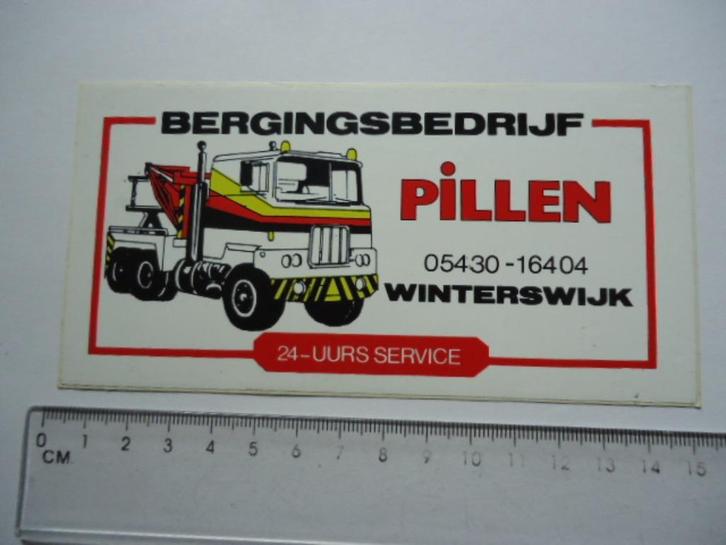 BERGINGSBEDRIJF
PiLLEN
05430-16404
WINTERSWIJK
24-UURS SERVICE
0 1 2 3 4 5 6 7 8 9 10 11 12 13 14 15
CM